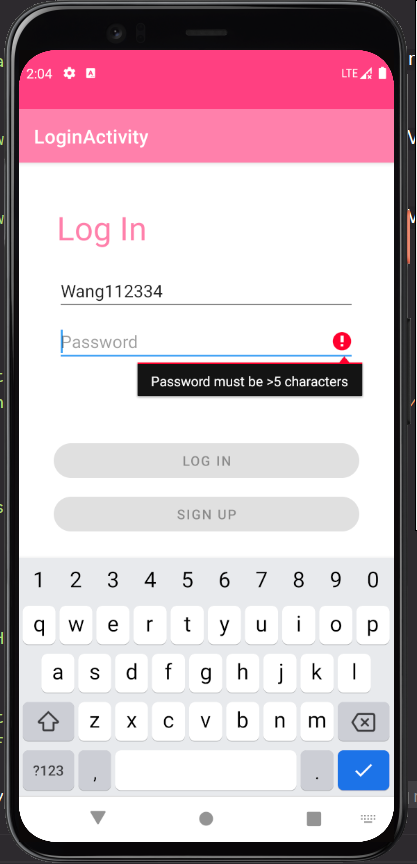 2:04 A LTE
LoginActivity
Log In
Wang112334
Password
Password must be >5 characters
LOG IN
SIGN UP
1 2 3 4 5 6 7 8 9 0
q w e r t y u i o p
a s d f g h j k l
z x c v b n m
?123 , .